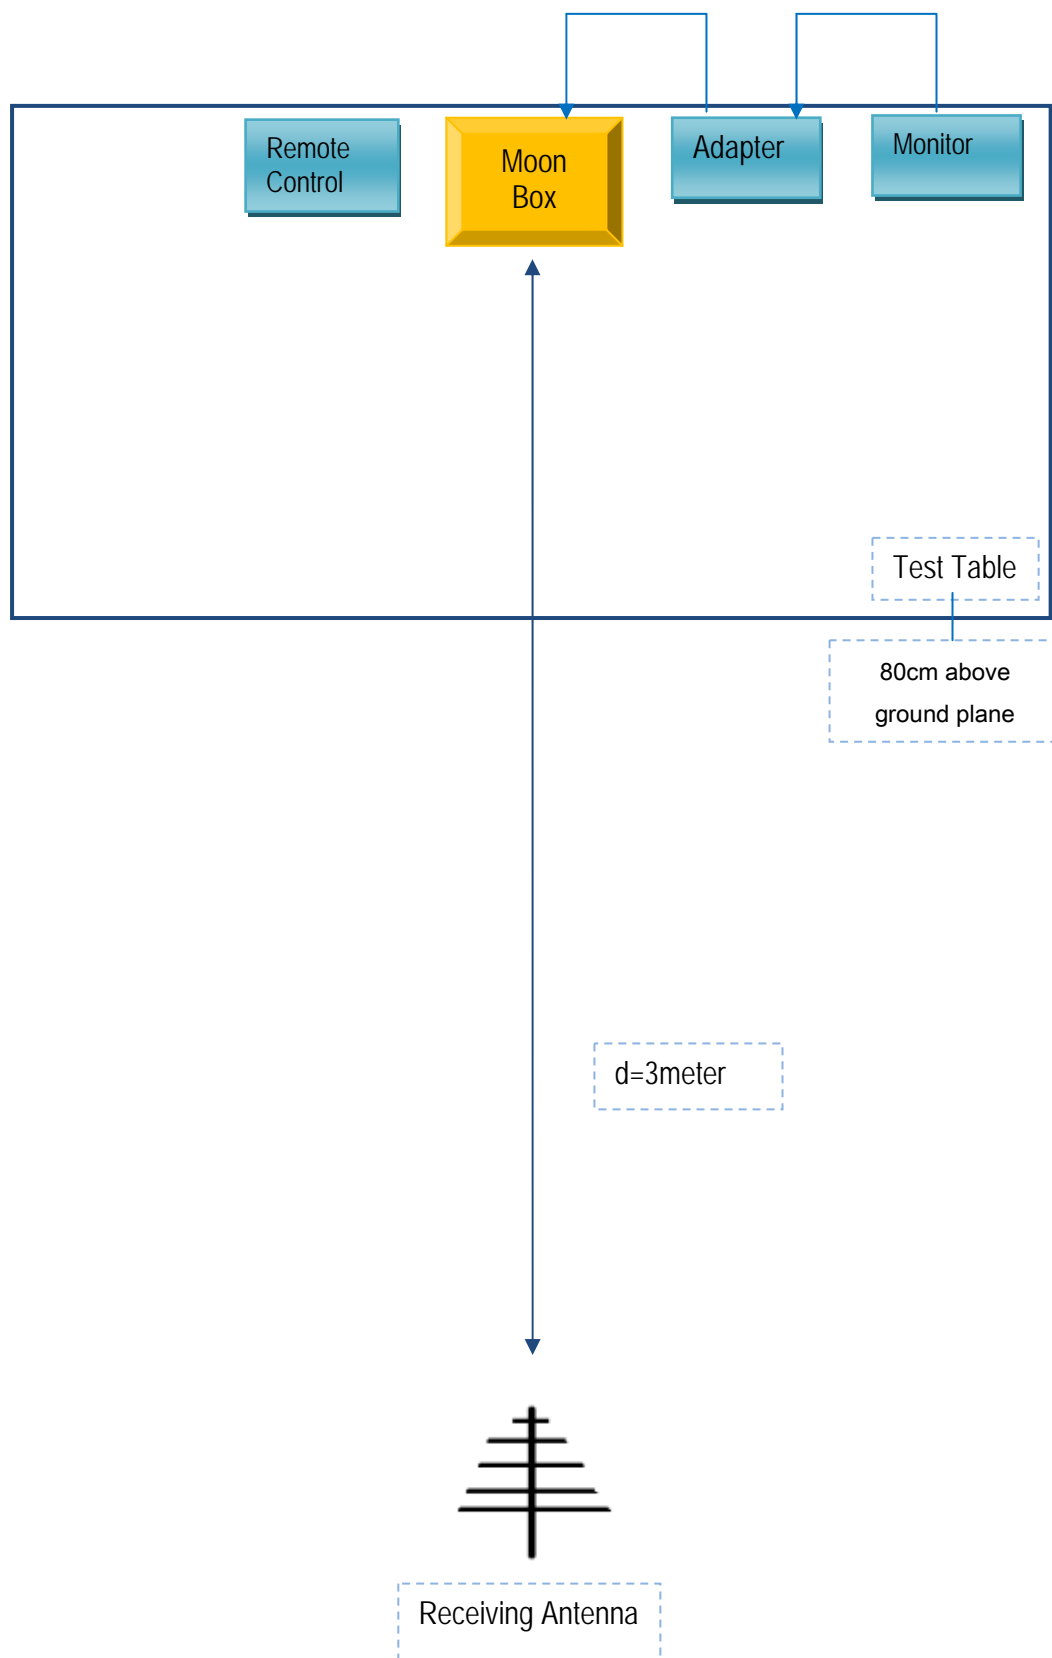 Remote
Control
Moon
Box
Adapter
Monitor
Test Table
80cm above
ground plane
d=3meter
Receiving Antenna